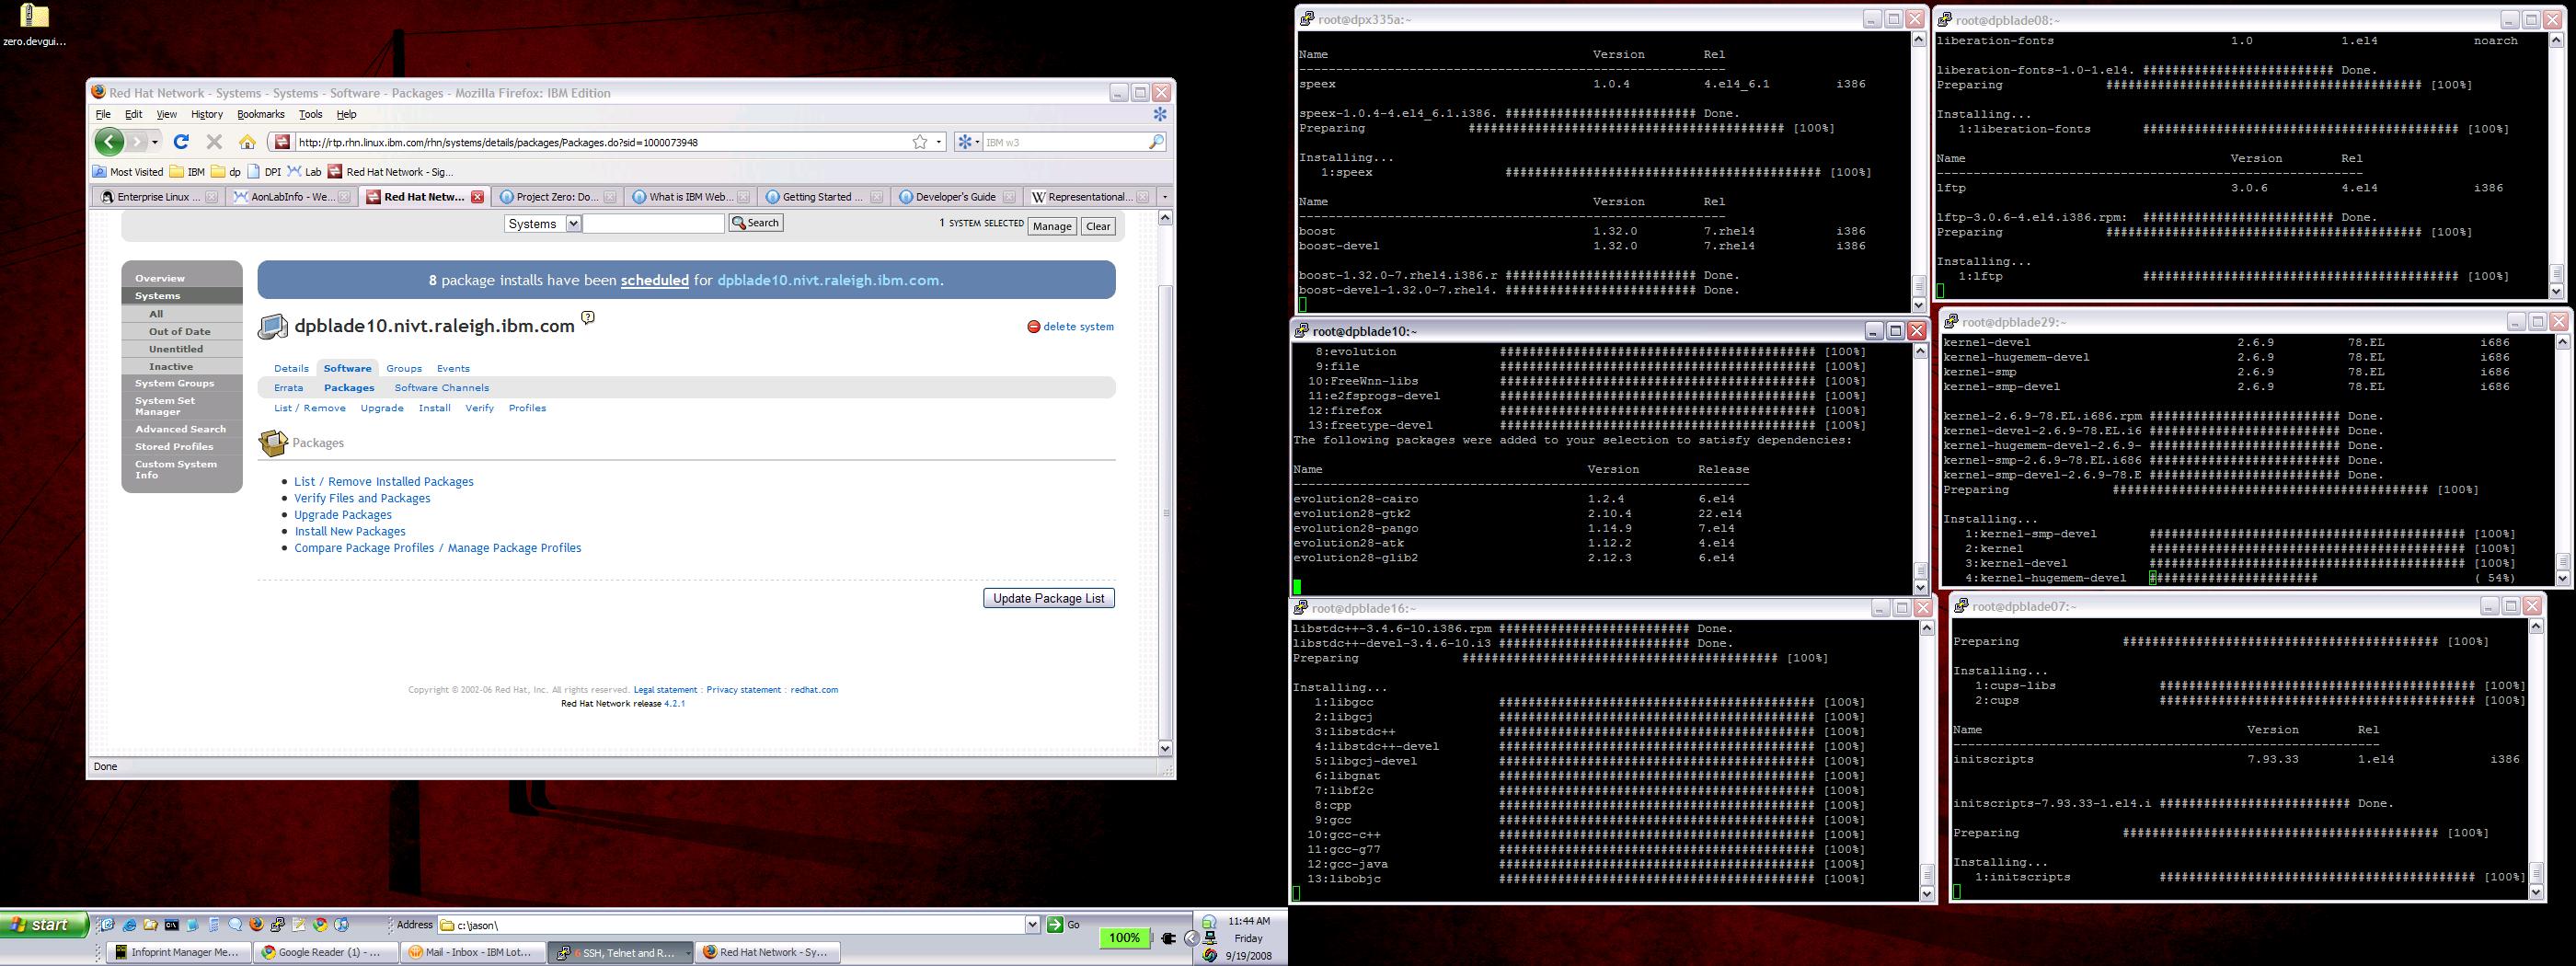 zero.devgui...
Red Hat Network - Systems - Systems - Software - Packages - Mozilla Firefox: IBM Edition
File Edit View History Bookmarks Tools Help
http://rtp.rhn.linux.ibm.com/rhn/systems/details/packages/Packages.do?sid=1000073948
IBM w3
Most Visited IBM dp DPI Lab Red Hat Network - Sig...
Enterprise Linux ... AonLabInfo - We... Red Hat Netw... Project Zero: Do... What is IBM Web... Getting Started ... Developer's Guide Representational...
Systems Search 1 SYSTEM SELECTED Manage Clear
Overview
Systems
All
Out of Date
Unentitled
Inactive
System Groups
System Set
Manager
Advanced Search
Stored Profiles
Custom System
Info
8 package installs have been scheduled for dpblade10.nivt.raleigh.ibm.com.
dpblade10.nivt.raleigh.ibm.com ? delete system
Details Software Groups Events
Errata Packages Software Channels
List / Remove Upgrade Install Verify Profiles
Packages
List / Remove Installed Packages
Verify Files and Packages
Upgrade Packages
Install New Packages
Compare Package Profiles / Manage Package Profiles
Update Package List
Copyright © 2002-06 Red Hat, Inc. All rights reserved. Legal statement : Privacy statement : redhat.com
Red Hat Network release 4.2.1
Done
root@dpx335a:~
Name Version Rel
--------------------------------------------------
speex 1.0.4 4.el4_6.1 i386
speex-1.0.4-4.el4_6.1.i386. ########################## Done.
Preparing ########################################### [100%]
Installing...
1:speex ########################################### [100%]
Name Version Rel
--------------------------------------------------
boost 1.32.0 7.rhel4 i386
boost-devel 1.32.0 7.rhel4 i386
boost-1.32.0-7.rhel4.i386.r ########################## Done.
boost-devel-1.32.0-7.rhel4. ########################## Done.
root@dpblade08:~
liberation-fonts 1.0 1.el4 noarch
liberation-fonts-1.0-1.el4. ########################## Done.
Preparing ########################################### [100%]
Installing...
1:liberation-fonts ########################################### [100%]
Name Version Rel
--------------------------------------------------
lftp 3.0.6 4.el4 i386
lftp-3.0.6-4.el4.i386.rpm: ########################## Done.
Preparing ########################################### [100%]
Installing...
1:lftp ########################################### [100%]
root@dpblade10:~
8:evolution ########################################### [100%]
9:file ########################################### [100%]
10:FreeWnn-libs ########################################### [100%]
11:e2fsprogs-devel ########################################### [100%]
12:firefox ########################################### [100%]
13:freetype-devel ########################################### [100%]
The following packages were added to your selection to satisfy dependencies:
Name Version Release
--------------------------------------------------
evolution28-cairo 1.2.4 6.el4
evolution28-gtk2 2.10.4 22.el4
evolution28-pango 1.14.9 7.el4
evolution28-atk 1.12.2 4.el4
evolution28-glib2 2.12.3 6.el4
root@dpblade29:~
kernel-devel 2.6.9 78.EL i686
kernel-hugemem-devel 2.6.9 78.EL i686
kernel-smp 2.6.9 78.EL i686
kernel-smp-devel 2.6.9 78.EL i686
kernel-2.6.9-78.EL.i686.rpm ########################## Done.
kernel-devel-2.6.9-78.EL.i6 ########################## Done.
kernel-hugemem-devel-2.6.9- ########################## Done.
kernel-smp-2.6.9-78.EL.i686 ########################## Done.
kernel-smp-devel-2.6.9-78.E ########################## Done.
Preparing ########################################### [100%]
Installing...
1:kernel-smp-devel ########################################### [100%]
2:kernel ########################################### [100%]
3:kernel-devel ########################################### [100%]
4:kernel-hugemem-devel ####################### ( 54%)
root@dpblade16:~
libstdc++-3.4.6-10.i386.rpm ########################## Done.
libstdc++-devel-3.4.6-10.i3 ########################## Done.
Preparing ########################################### [100%]
Installing...
1:libgcc ########################################### [100%]
2:libgcj ########################################### [100%]
3:libstdc++ ########################################### [100%]
4:libstdc++-devel ########################################### [100%]
5:libgcj-devel ########################################### [100%]
6:libgnat ########################################### [100%]
7:libf2c ########################################### [100%]
8:cpp ########################################### [100%]
9:gcc ########################################### [100%]
10:gcc-c++ ########################################### [100%]
11:gcc-g77 ########################################### [100%]
12:gcc-java ########################################### [100%]
13:libobjc ########################################### [100%]
root@dpblade07:~
Preparing ########################################### [100%]
Installing...
1:cups-libs ########################################### [100%]
2:cups ########################################### [100%]
Name Version Rel
--------------------------------------------------
initscripts 7.93.33 1.el4 i386
initscripts-7.93.33-1.el4.i ########################## Done.
Preparing ########################################### [100%]
Installing...
1:initscripts ########################################### [100%]
start Address c:\jason\ Go
100%
11:44 AM
Friday
9/19/2008
Infoprint Manager Me... Google Reader (1) - ... Mail - Inbox - IBM Lot... 6 SSH, Telnet and R... Red Hat Network - Sy...